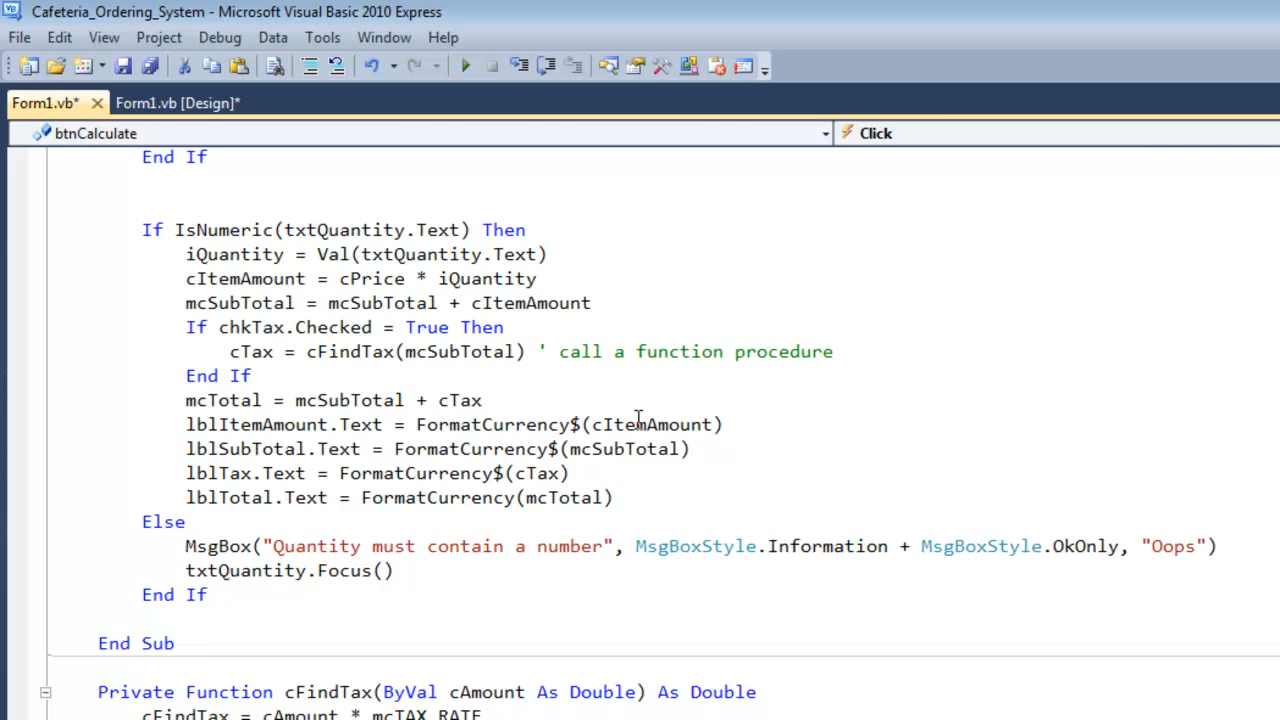 Cafeteria_Ordering_System - Microsoft Visual Basic 2010 Express
File Edit View Project Debug Data Tools Window Help
Form1.vb* Form1.vb [Design]*
btnCalculate Click
End If
If IsNumeric(txtQuantity.Text) Then
iQuantity = Val(txtQuantity.Text)
cItemAmount = cPrice * iQuantity
mcSubTotal = mcSubTotal + cItemAmount
If chkTax.Checked = True Then
cTax = cFindTax(mcSubTotal) ' call a function procedure
End If
mcTotal = mcSubTotal + cTax
lblItemAmount.Text = FormatCurrency$(cItemAmount)
lblSubTotal.Text = FormatCurrency$(mcSubTotal)
lblTax.Text = FormatCurrency$(cTax)
lblTotal.Text = FormatCurrency(mcTotal)
Else
MsgBox("Quantity must contain a number", MsgBoxStyle.Information + MsgBoxStyle.OkOnly, "Oops")
txtQuantity.Focus()
End If
End Sub
Private Function cFindTax(ByVal cAmount As Double) As Double
cFindTax = cAmount * mcTAX_RATE